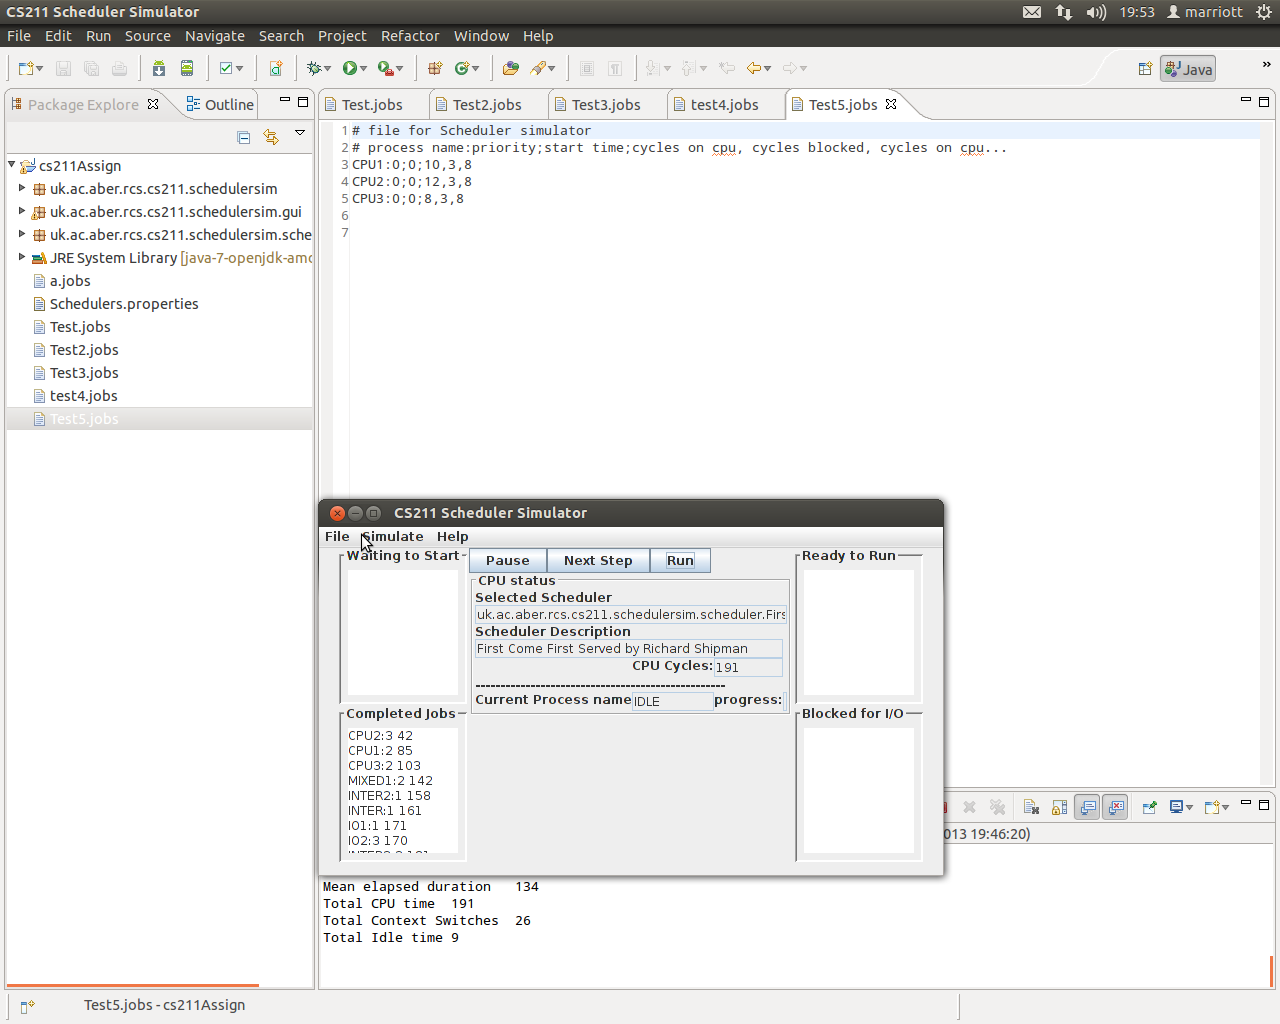 CS211 Scheduler Simulator
19:53 marriott
File Edit Run Source Navigate Search Project Refactor Window Help
Java »
Package Explore Outline
Test.jobs Test2.jobs Test3.jobs test4.jobs Test5.jobs
cs211Assign
uk.ac.aber.rcs.cs211.schedulersim
uk.ac.aber.rcs.cs211.schedulersim.gui
uk.ac.aber.rcs.cs211.schedulersim.sche
JRE System Library [java-7-openjdk-amd
a.jobs
Schedulers.properties
Test.jobs
Test2.jobs
Test3.jobs
test4.jobs
Test5.jobs
1 # file for Scheduler simulator
2 # process name:priority;start time;cycles on cpu, cycles blocked, cycles on cpu...
3 CPU1:0;0;10,3,8
4 CPU2:0;0;12,3,8
5 CPU3:0;0;8,3,8
6
7
CS211 Scheduler Simulator
File Simulate Help
Waiting to Start
Pause Next Step Run
Ready to Run
CPU status
Selected Scheduler
uk.ac.aber.rcs.cs211.schedulersim.scheduler.Firs
Scheduler Description
First Come First Served by Richard Shipman
CPU Cycles: 191
--------------------------------------------------
Current Process name IDLE progress:
Completed Jobs
CPU2:3 42
CPU1:2 85
CPU3:2 103
MIXED1:2 142
INTER2:1 158
INTER:1 161
IO1:1 171
IO2:3 170
Blocked for I/O
013 19:46:20)
Mean elapsed duration 134
Total CPU time 191
Total Context Switches 26
Total Idle time 9
Test5.jobs - cs211Assign